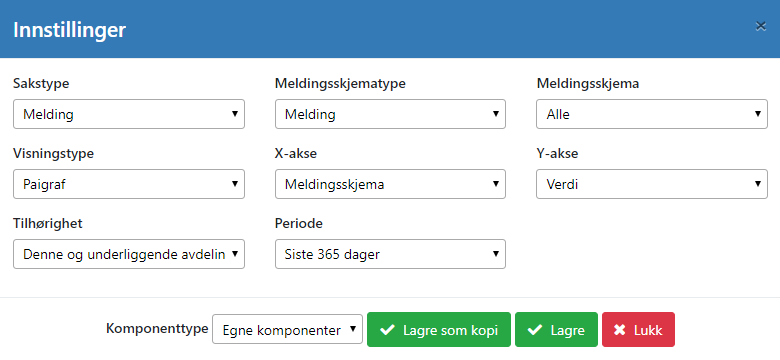 Innstillinger
×
Sakstype Meldingsskjematype Meldingsskjema
Melding Melding Alle
Visningstype X-akse Y-akse
Paigraf Meldingsskjema Verdi
Tilhørighet Periode
Denne og underliggende avdelin Siste 365 dager
Komponenttype Egne komponenter Lagre som kopi Lagre Lukk